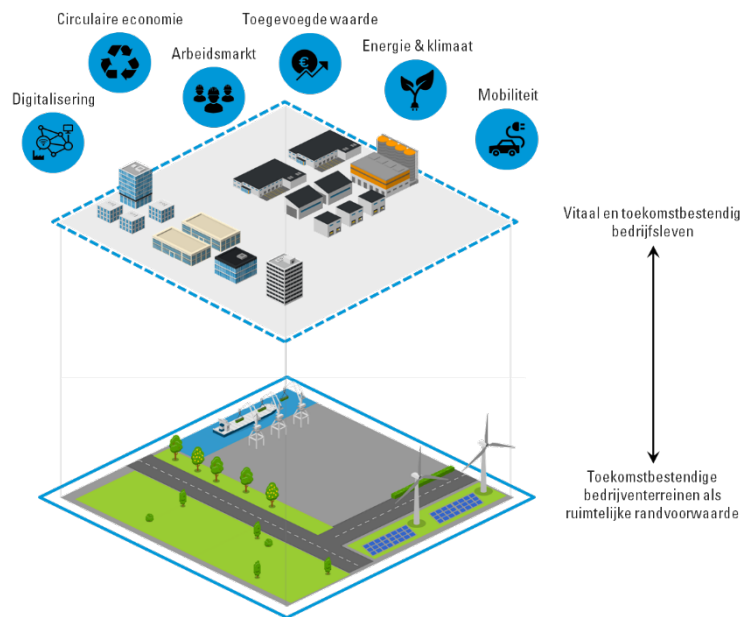 Circulaire economie
Toegevoegde waarde
Arbeidsmarkt
Energie & klimaat
Digitalisering
Mobiliteit
Vitaal en toekomstbestendig
bedrijfsleven
Toekomstbestendige
bedrijventerreinen als
ruimtelijke randvoorwaarde